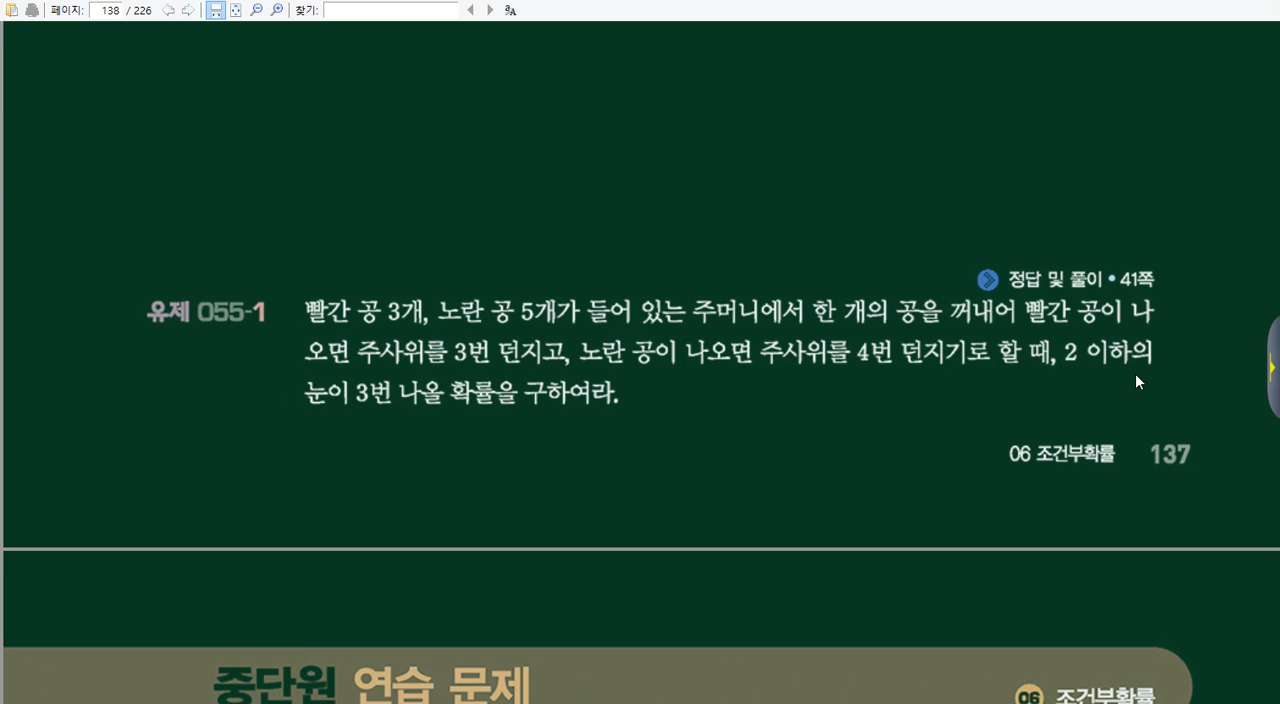 페이지: 138 / 226 찾기:
정답 및 풀이 • 41쪽
유제 055-1 빨간 공 3개, 노란 공 5개가 들어 있는 주머니에서 한 개의 공을 꺼내어 빨간 공이 나
오면 주사위를 3번 던지고, 노란 공이 나오면 주사위를 4번 던지기로 할 때, 2 이하의
눈이 3번 나올 확률을 구하여라.
06 조건부확률 137
중단원 연습 문제 06 조건부확률